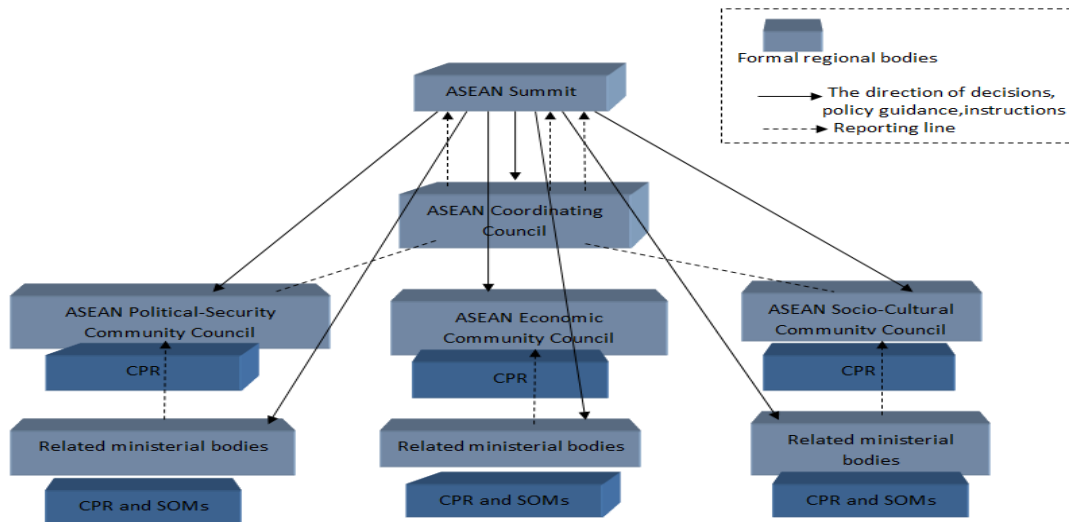 Formal regional bodies
The direction of decisions,
policy guidance,instructions
Reporting line
ASEAN Summit
ASEAN Coordinating
Council
ASEAN Political-Security
Community Council
CPR
ASEAN Economic
Community Council
CPR
ASEAN Socio-Cultural
Community Council
CPR
Related ministerial bodies
CPR and SOMs
Related ministerial bodies
CPR and SOMs
Related ministerial
bodies
CPR and SOMs